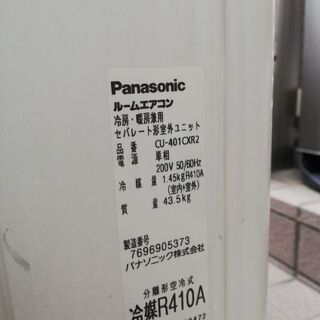 Panasonic
ルームエアコン
冷房・暖房兼用
セパレート形室外ユニット
品番 CU-401CXR2
電源 単相
200V 50/60Hz
冷媒量 1.45kg R410A
(室内+室外)
質量 43.5kg
製造番号
7696905373
パナソニック株式会社
分離形空冷式
冷媒R410A